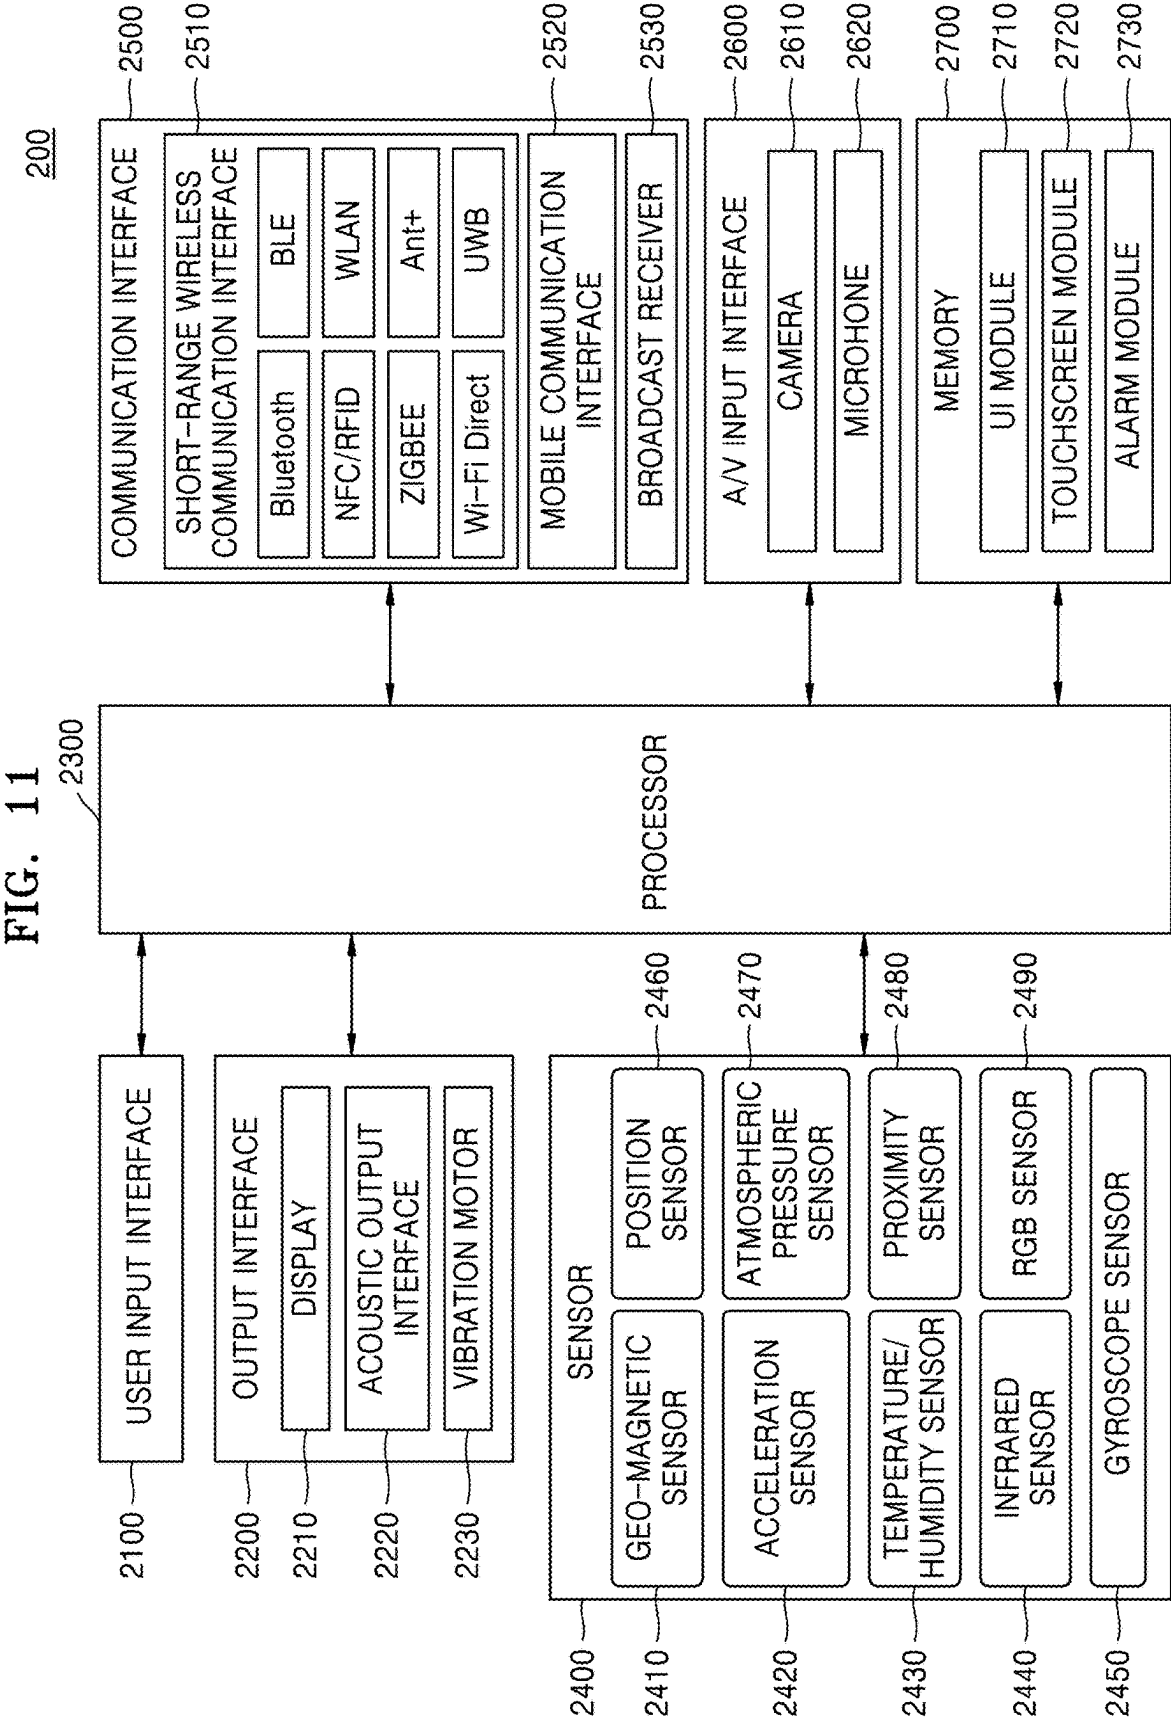 FIG. 11
200
2100
USER INPUT INTERFACE
2200
OUTPUT INTERFACE
2210
DISPLAY
2220
ACOUSTIC OUTPUT
INTERFACE
2230
VIBRATION MOTOR
2400
SENSOR
2410
GEO-MAGNETIC
SENSOR
POSITION
SENSOR
2460
2420
ACCELERATION
SENSOR
ATMOSPHERIC
PRESSURE
SENSOR
2470
2430
TEMPERATURE/
HUMIDITY SENSOR
PROXIMITY
SENSOR
2480
2440
INFRARED
SENSOR
RGB SENSOR
2490
2450
GYROSCOPE SENSOR
2300
PROCESSOR
2500
COMMUNICATION INTERFACE
2510
SHORT-RANGE WIRELESS
COMMUNICATION INTERFACE
Bluetooth
BLE
NFC/RFID
WLAN
ZIGBEE
Ant+
Wi-Fi Direct
UWB
MOBILE COMMUNICATION
INTERFACE
2520
BROADCAST RECEIVER
2530
A/V INPUT INTERFACE
2600
CAMERA
2610
MICROHONE
2620
MEMORY
2700
UI MODULE
2710
TOUCHSCREEN MODULE
2720
ALARM MODULE
2730